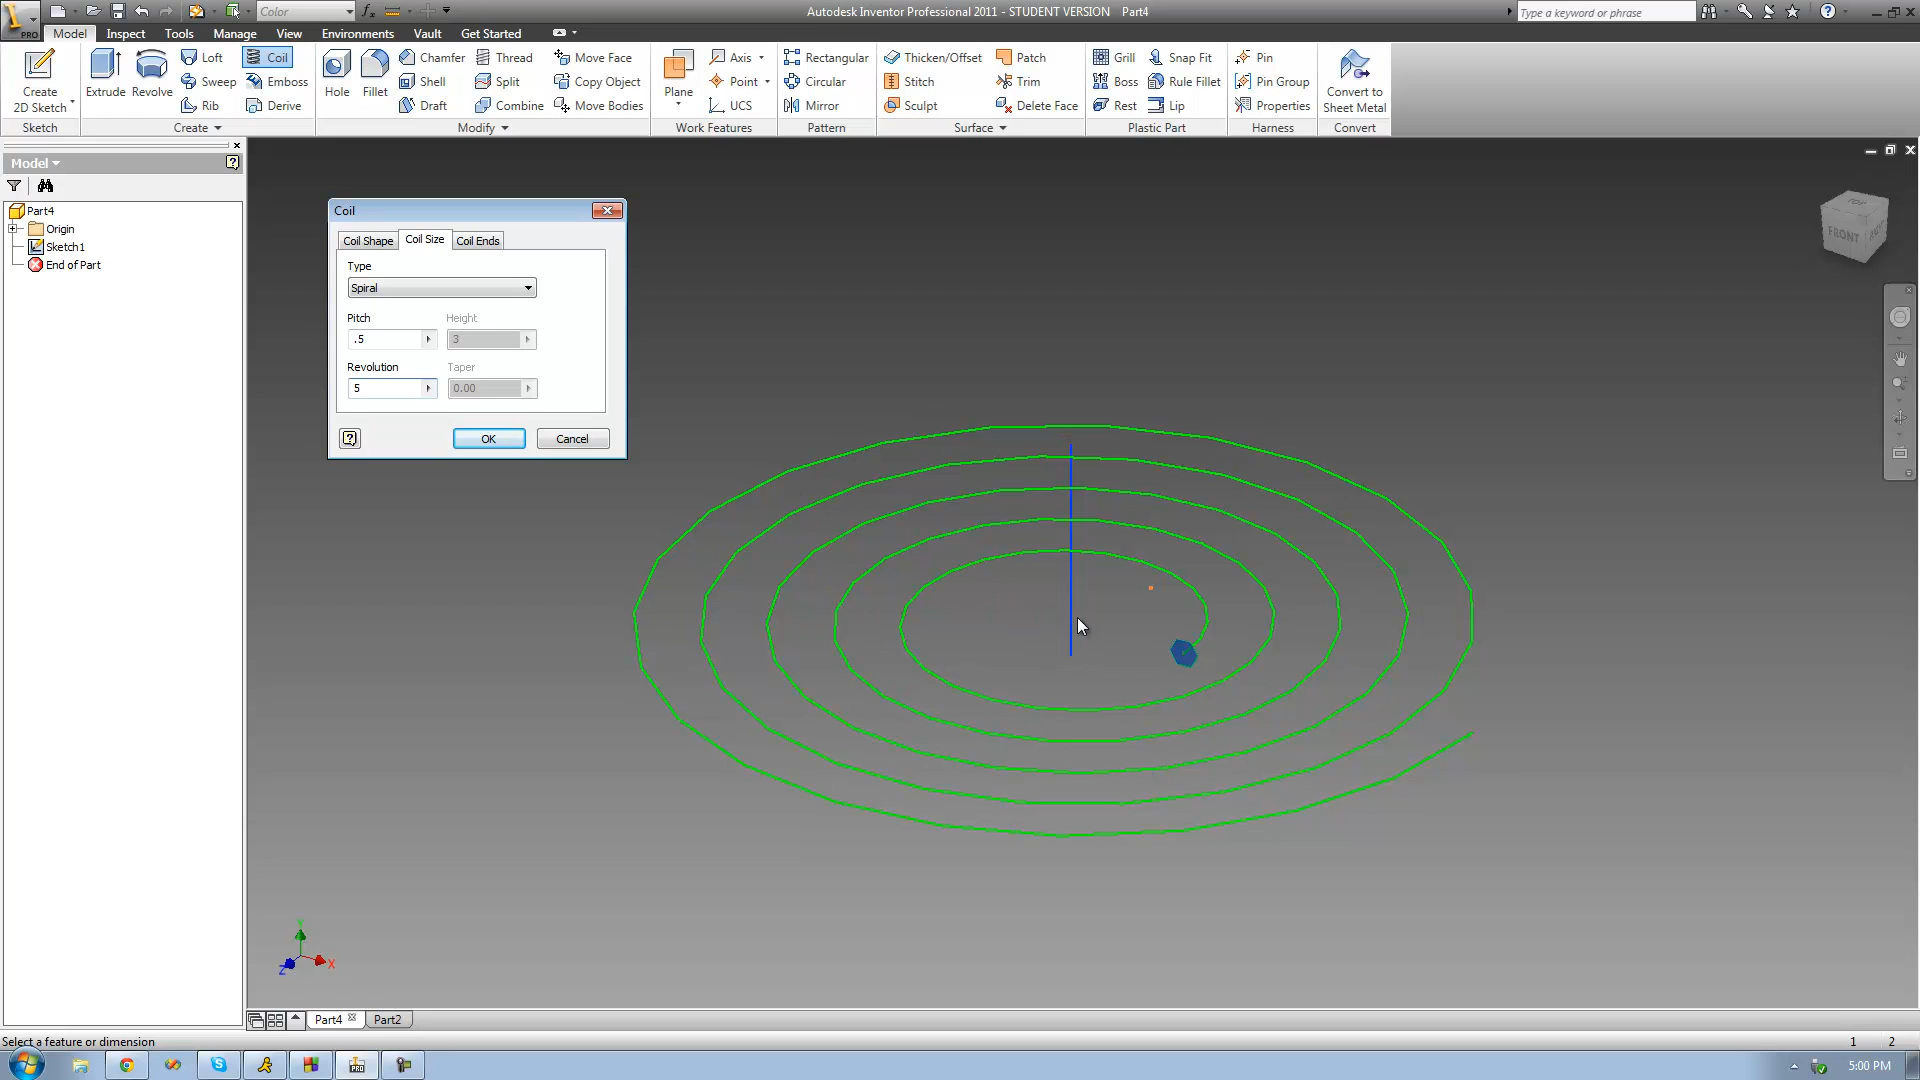 Color
Autodesk Inventor Professional 2011 - STUDENT VERSION Part4
Type a keyword or phrase
PRO
Model Inspect Tools Manage View Environments Vault Get Started
Create
2D Sketch
Extrude
Revolve
Loft
Sweep
Rib
Coil
Emboss
Derive
Hole
Fillet
Chamfer
Shell
Draft
Thread
Split
Combine
Move Face
Copy Object
Move Bodies
Plane
Axis
Point
UCS
Rectangular
Circular
Mirror
Thicken/Offset
Stitch
Sculpt
Patch
Trim
Delete Face
Grill
Boss
Rest
Snap Fit
Rule Fillet
Lip
Pin
Pin Group
Properties
Convert to
Sheet Metal
Sketch Create Modify Work Features Pattern Surface Plastic Part Harness Convert
Model
Part4
Origin
Sketch1
End of Part
Coil
Coil Shape Coil Size Coil Ends
Type
Spiral
Pitch Height
.5 3
Revolution Taper
5 0.00
OK Cancel
TOP
FRONT
RIGHT
Y
X
Z
Part4 Part2
Select a feature or dimension
1 2
PRO
5:00 PM